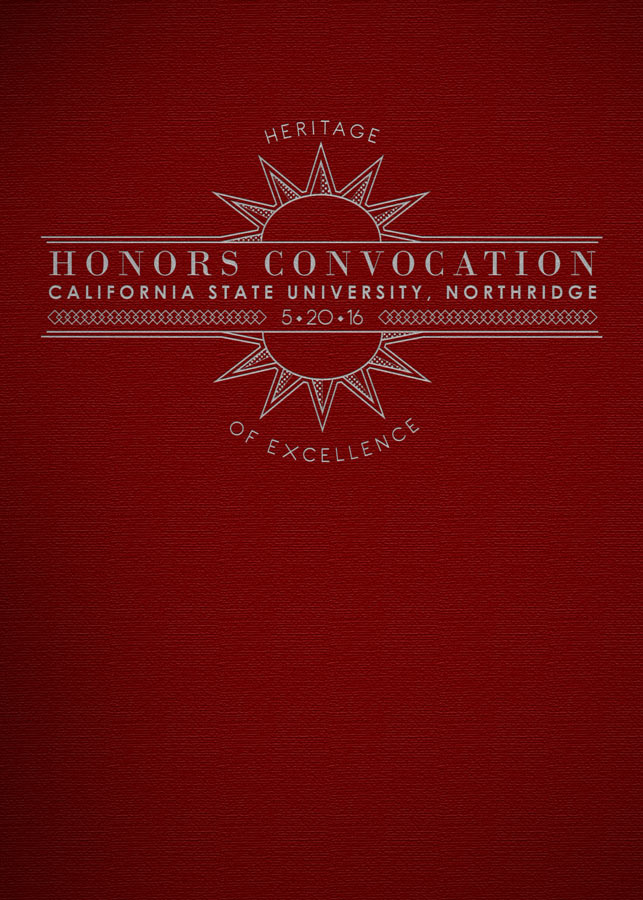 HERITAGE
HONORS CONVOCATION
CALIFORNIA STATE UNIVERSITY, NORTHRIDGE
5•20•16
OF EXCELLENCE